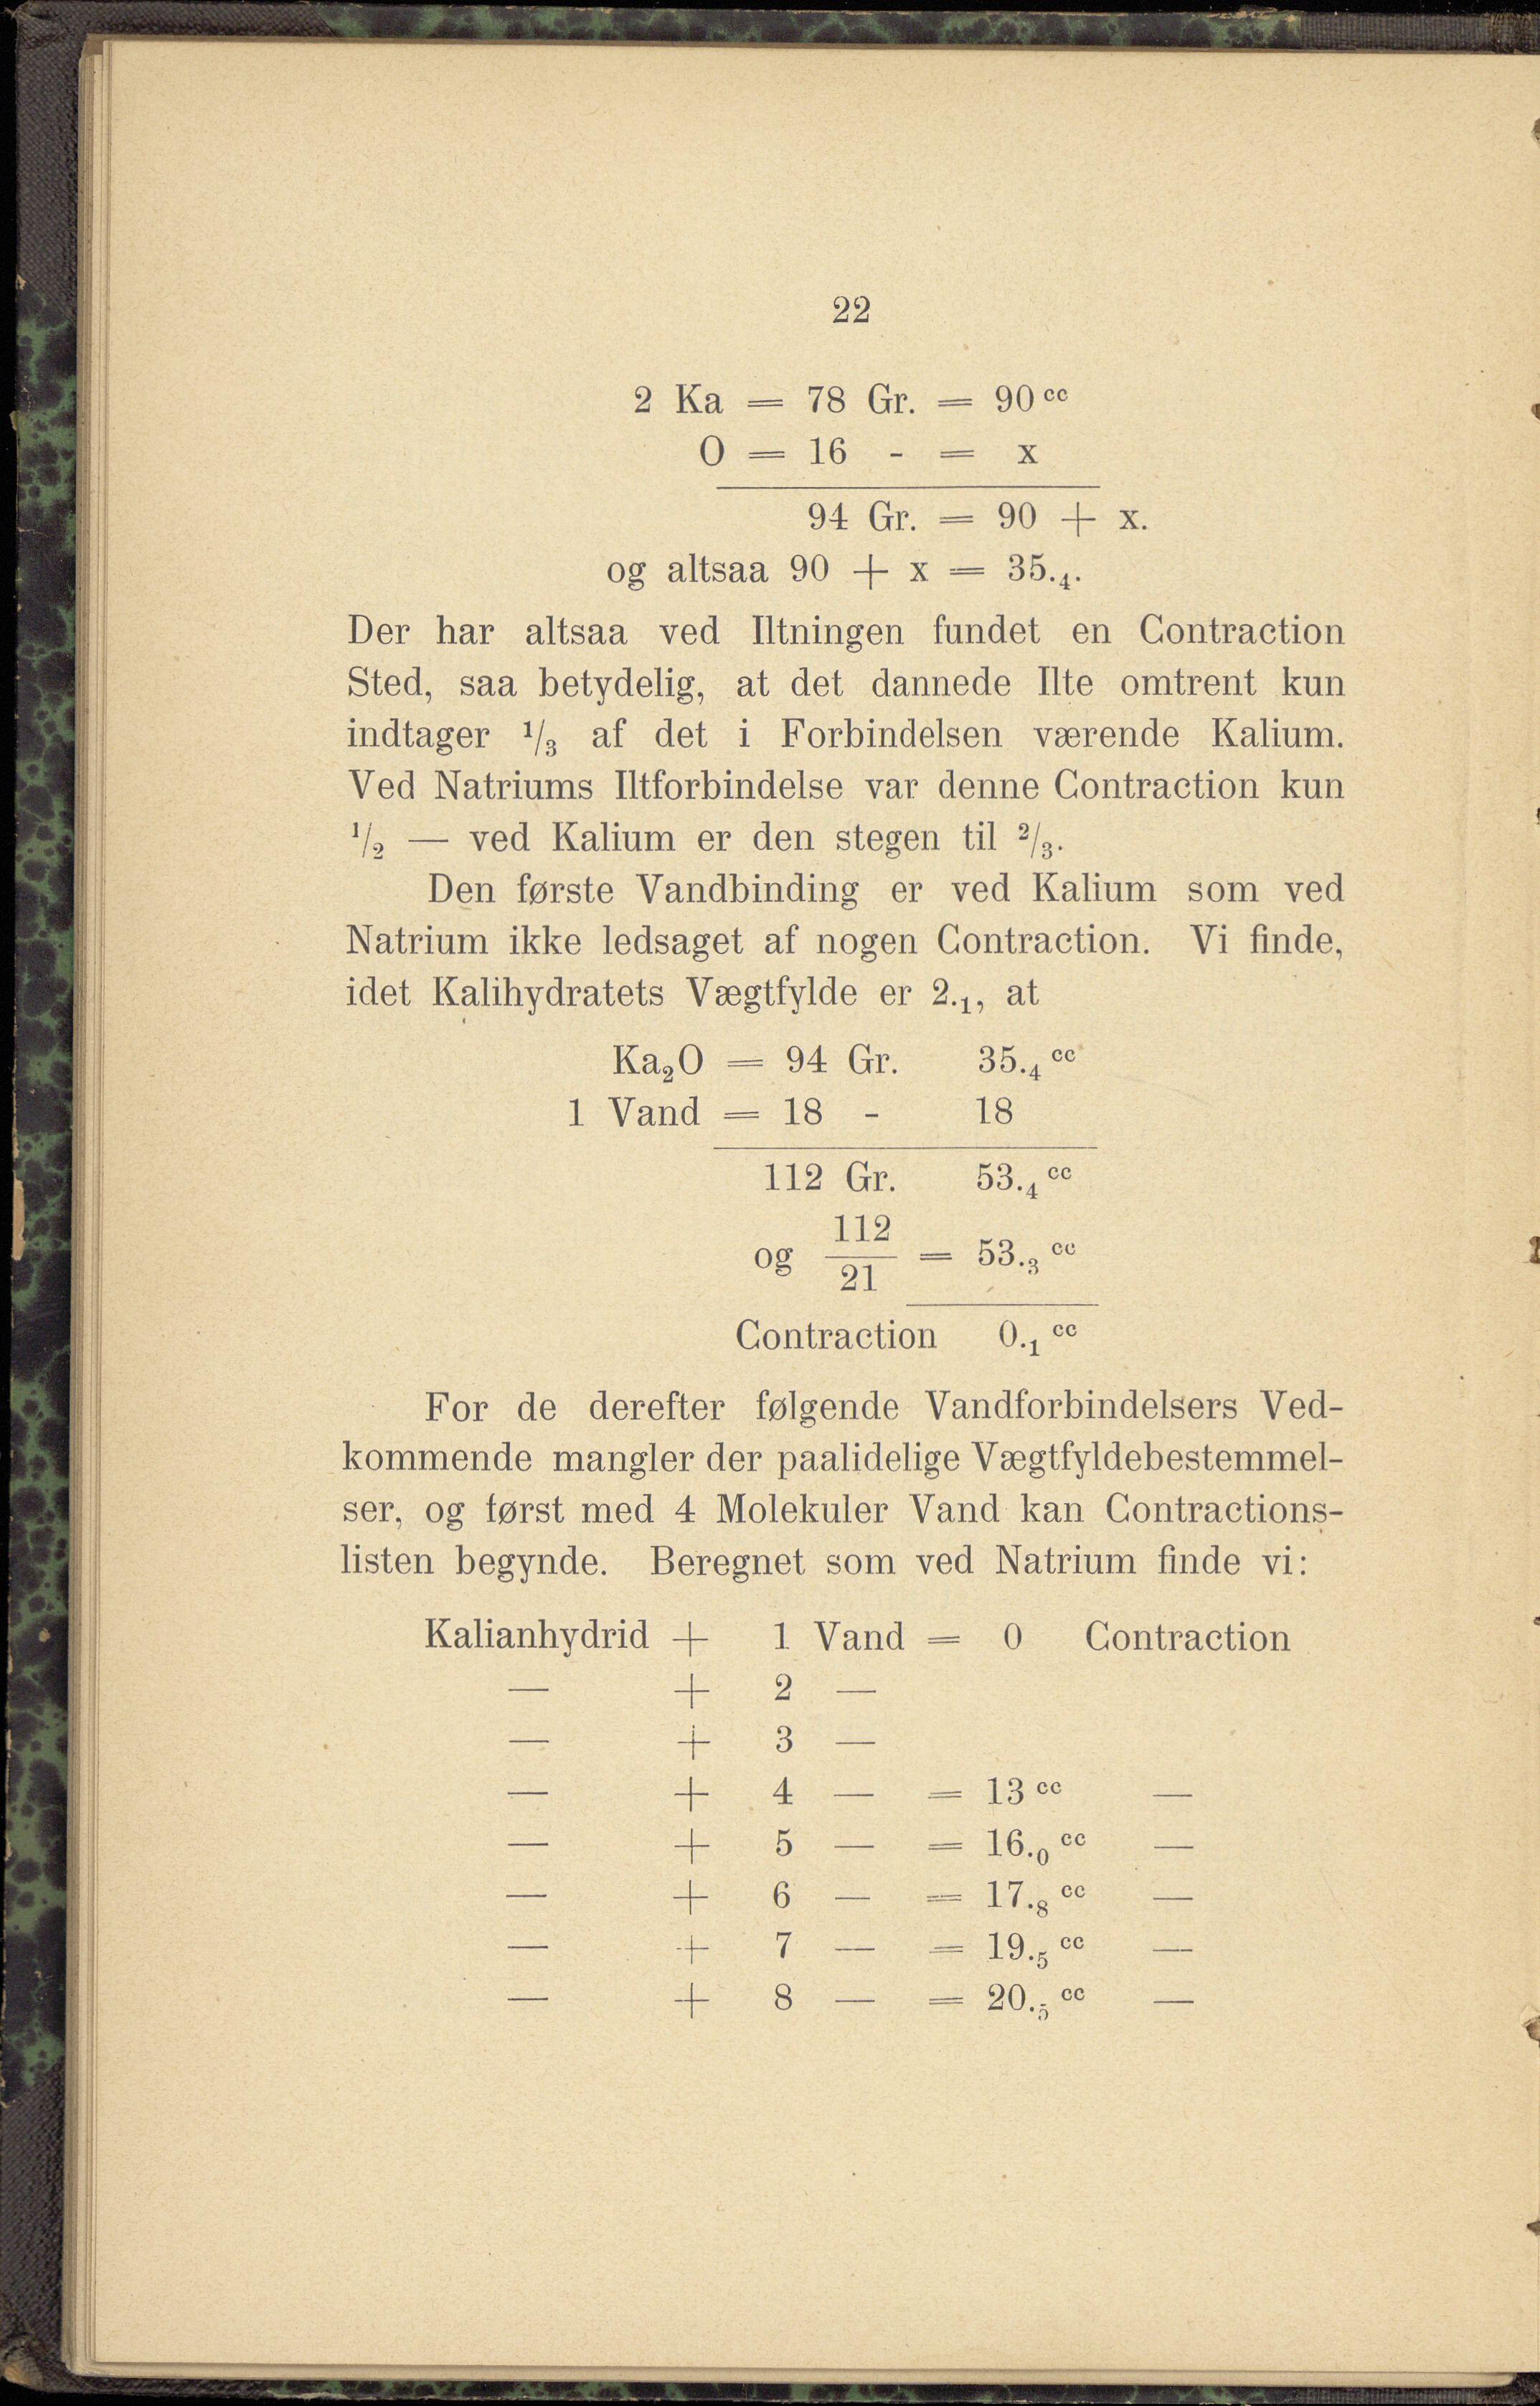 22
2 Ka = 78 Gr. = 90 cc
O = 16 - = x
94 Gr. = 90 + x.
og altsaa 90 + x = 35.₄.
Der har altsaa ved Iltningen fundet en Contraction
Sted, saa betydelig, at det dannede Ilte omtrent kun
indtager ¹/₃ af det i Forbindelsen værende Kalium.
Ved Natriums Iltforbindelse var denne Contraction kun
¹/₂ — ved Kalium er den stegen til ²/₃.
Den første Vandbinding er ved Kalium som ved
Natrium ikke ledsaget af nogen Contraction. Vi finde,
idet Kalihydratets Vægtfylde er 2.₁, at
Ka₂O = 94 Gr. 35.₄ cc
1 Vand = 18 - 18
112 Gr. 53.₄ cc
og 112/21 = 53.₃ cc
Contraction 0.₁ cc
For de derefter følgende Vandforbindelsers Ved-
kommende mangler der paalidelige Vægtfyldebestemmel-
ser, og først med 4 Molekuler Vand kan Contractions-
listen begynde. Beregnet som ved Natrium finde vi:
Kalianhydrid + 1 Vand = 0 Contraction
— + 2 —
— + 3 —
— + 4 — = 13 cc —
— + 5 — = 16.₀ cc —
— + 6 — = 17.₈ cc —
— + 7 — = 19.₅ cc —
— + 8 — = 20.₅ cc —